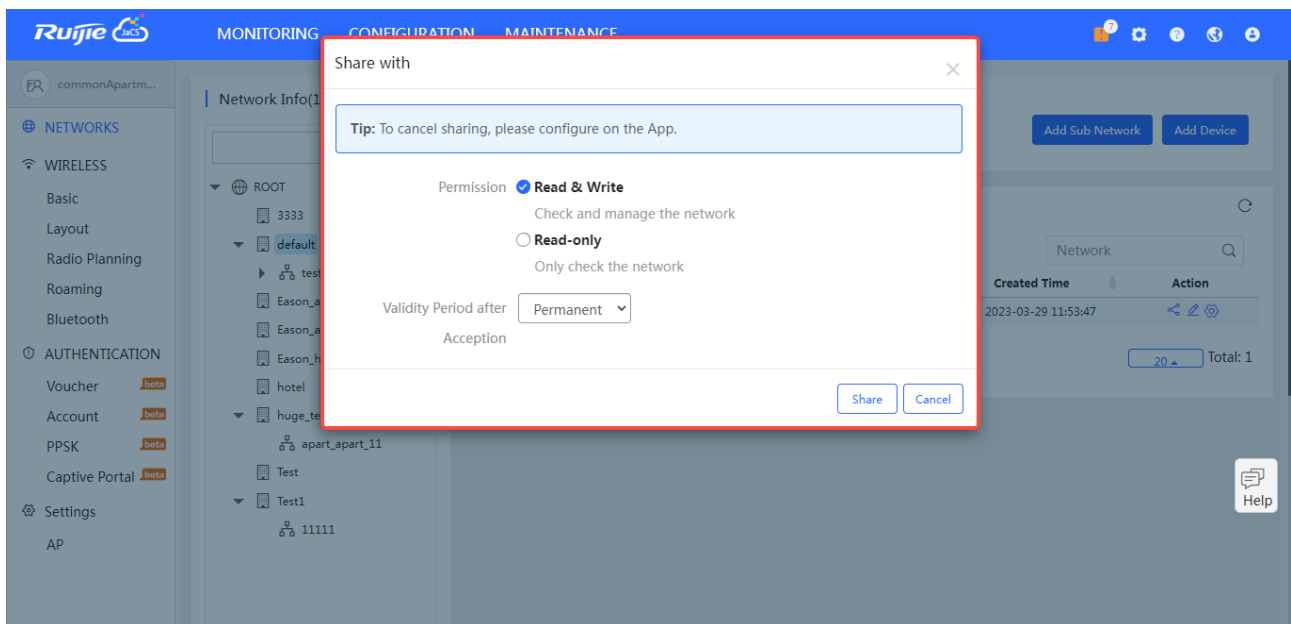 Ruijie JaCS
MONITORING CONFIGURATION MAINTENANCE
7
commonApartm...
NETWORKS
WIRELESS
Basic
Layout
Radio Planning
Roaming
Bluetooth
AUTHENTICATION
Voucher beta
Account beta
PPSK beta
Captive Portal beta
Settings
AP
Network Info(1
ROOT
3333
default
test
Eason_a
Eason_a
Eason_h
hotel
huge_te
apart_apart_11
Test
Test1
11111
Share with
Tip: To cancel sharing, please configure on the App.
Permission Read & Write
Check and manage the network
Read-only
Only check the network
Validity Period after Permanent
Acception
Share Cancel
Add Sub Network Add Device
Network
Created Time Action
2023-03-29 11:53:47
20 Total: 1
Help